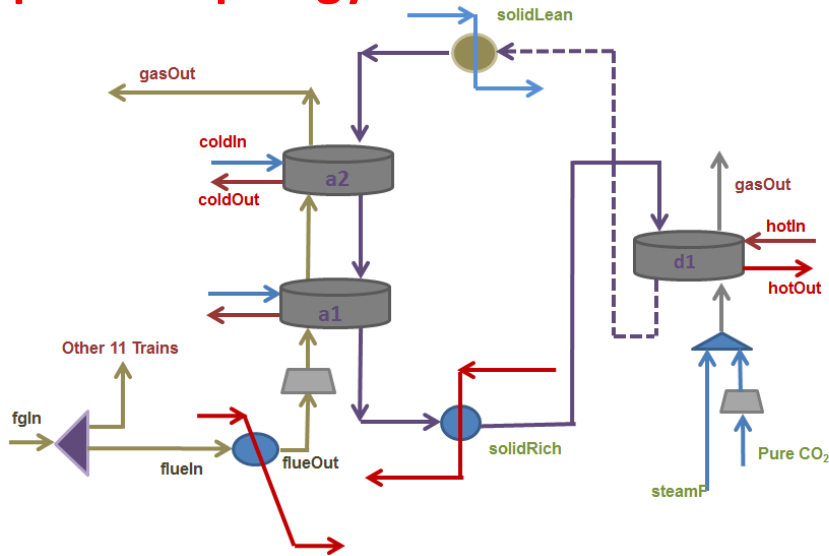 solidLean
gasOut
coldIn
a2
coldOut
gasOut
hotIn
d1
hotOut
a1
Other 11 Trains
fgIn
flueIn
flueOut
solidRich
Pure CO₂
steamF